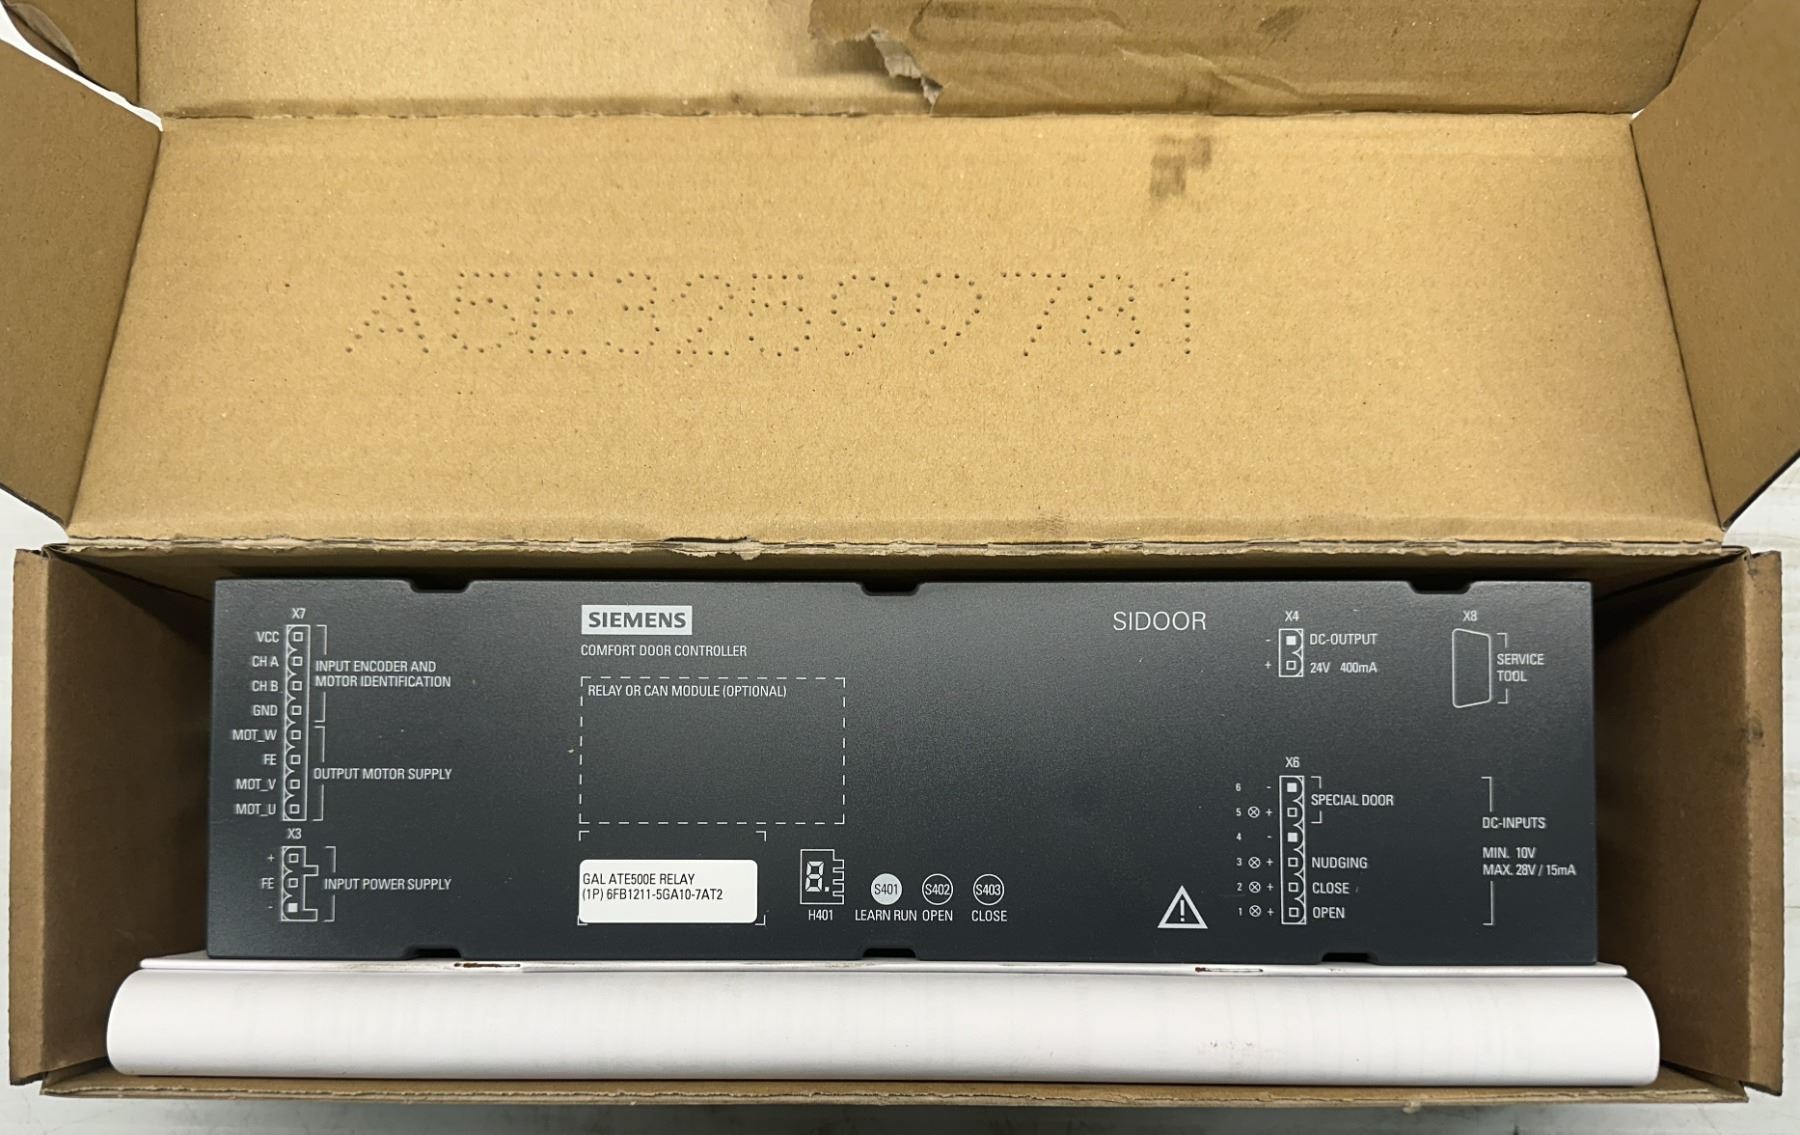 A5E32599781
X7
VCC
CH A
CH B
GND
INPUT ENCODER AND
MOTOR IDENTIFICATION
MOT_W
FE
MOT_V
MOT_U
OUTPUT MOTOR SUPPLY
X3
+
FE
-
INPUT POWER SUPPLY
SIEMENS
COMFORT DOOR CONTROLLER
RELAY OR CAN MODULE (OPTIONAL)
GAL ATE500E RELAY
(1P) 6FB1211-5GA10-7AT2
8.
H401
S401
LEARN RUN
S402
OPEN
S403
CLOSE
SIDOOR
X4
- DC-OUTPUT
+ 24V 400mA
X8
SERVICE
TOOL
X6
6 -
5 +
SPECIAL DOOR
4 -
3 + NUDGING
2 + CLOSE
1 + OPEN
DC-INPUTS
MIN. 10V
MAX. 28V / 15mA